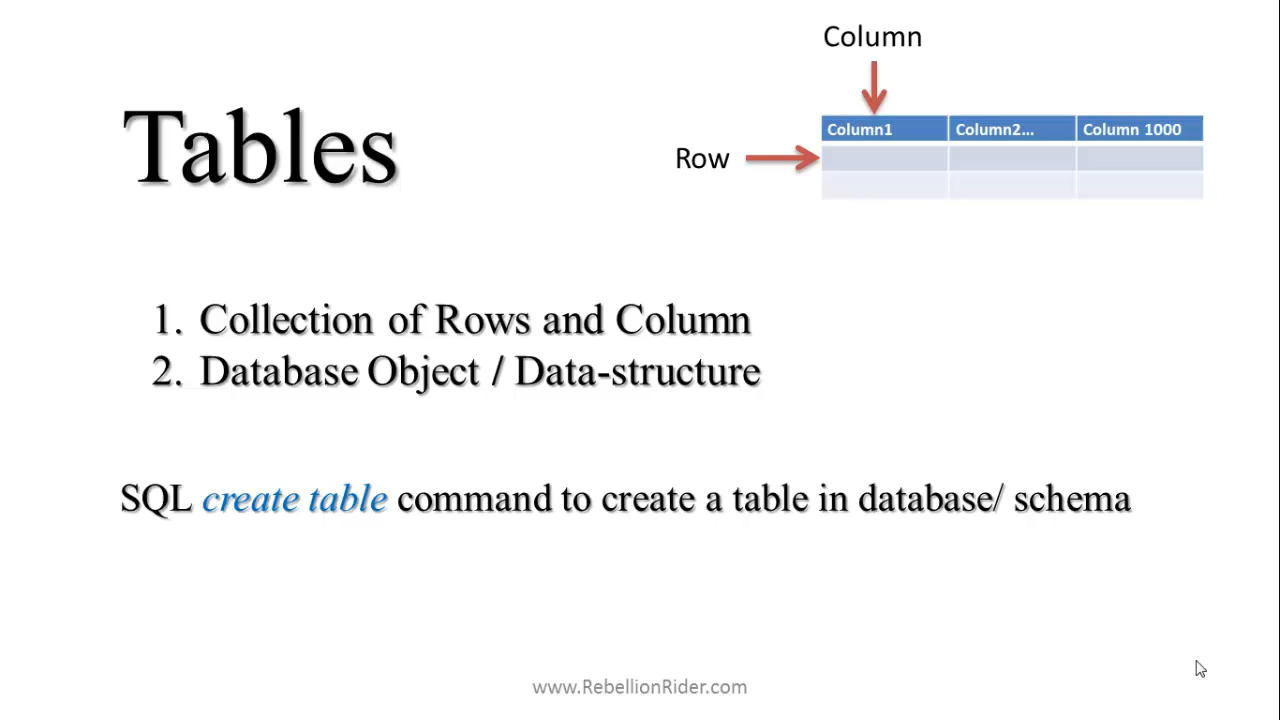 Column
Tables
Column1 Column2... Column 1000
Row
1. Collection of Rows and Column
2. Database Object / Data-structure
SQL create table command to create a table in database/ schema
www.RebellionRider.com